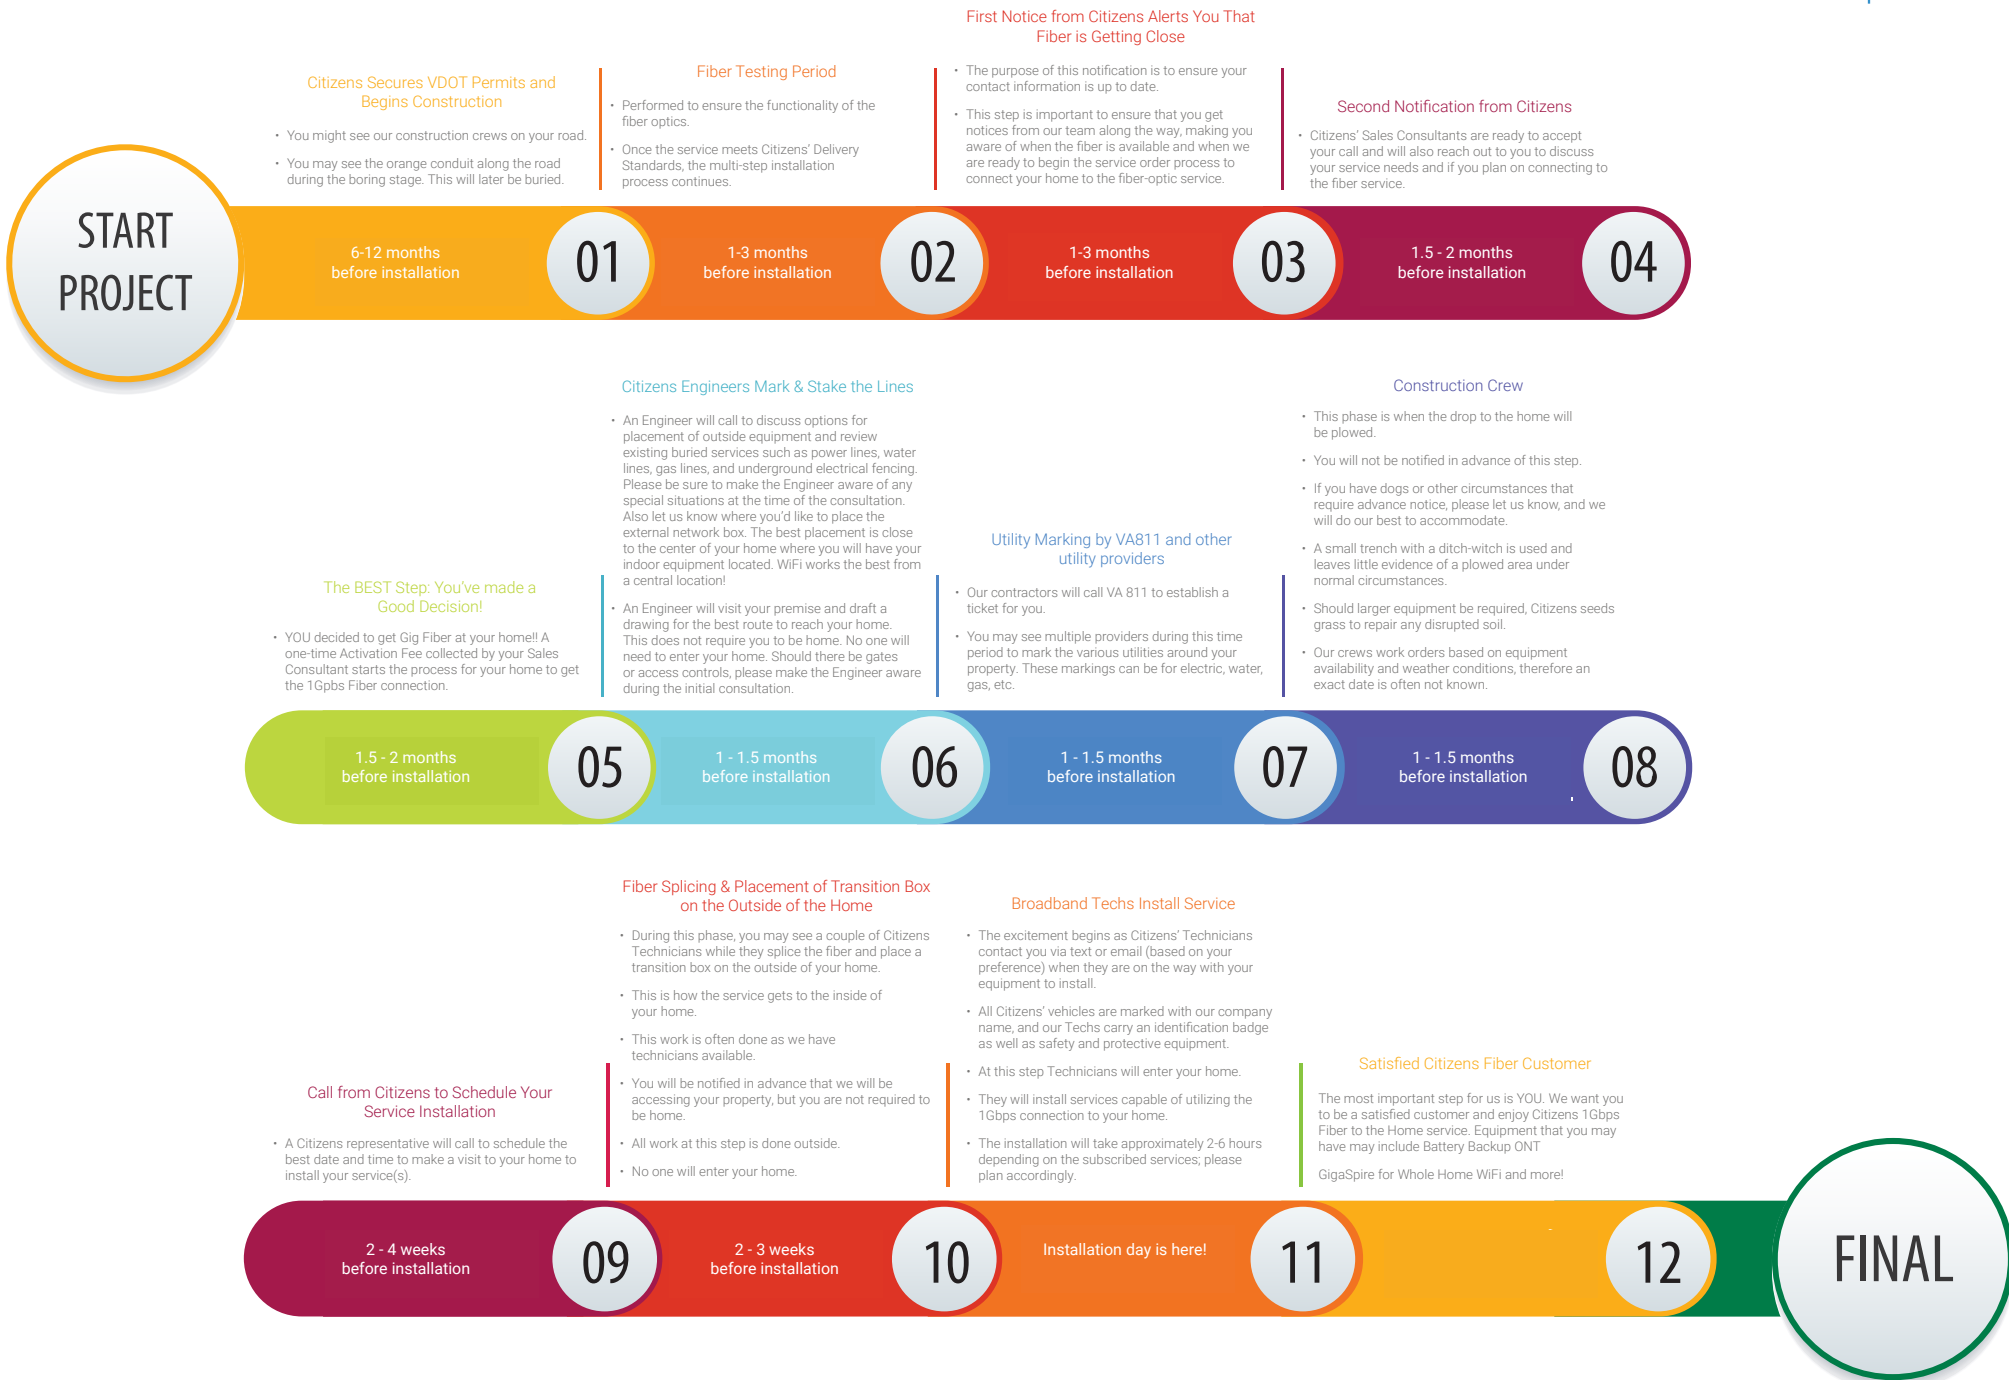 START
PROJECT
Citizens Secures VDOT Permits and
Begins Construction
• You might see our construction crews on your road.
• You may see the orange conduit along the road
during the boring stage. This will later be buried.
6-12 months
before installation
01
Fiber Testing Period
• Performed to ensure the functionality of the
fiber optics.
• Once the service meets Citizens’ Delivery
Standards, the multi-step installation
process continues.
1-3 months
before installation
02
First Notice from Citizens Alerts You That
Fiber is Getting Close
• The purpose of this notification is to ensure your
contact information is up to date.
• This step is important to ensure that you get
notices from our team along the way, making you
aware of when the fiber is available and when we
are ready to begin the service order process to
connect your home to the fiber-optic service.
1-3 months
before installation
03
Second Notification from Citizens
• Citizens’ Sales Consultants are ready to accept
your call and will also reach out to you to discuss
your service needs and if you plan on connecting to
the fiber service.
1.5 - 2 months
before installation
04
The BEST Step: You’ve made a
Good Decision!
• YOU decided to get Gig Fiber at your home!! A
one-time Activation Fee collected by your Sales
Consultant starts the process for your home to get
the 1Gpbs Fiber connection.
1.5 - 2 months
before installation
05
Citizens Engineers Mark & Stake the Lines
• An Engineer will call to discuss options for
placement of outside equipment and review
existing buried services such as power lines, water
lines, gas lines, and underground electrical fencing.
Please be sure to make the Engineer aware of any
special situations at the time of the consultation.
Also let us know where you’d like to place the
external network box. The best placement is close
to the center of your home where you will have your
indoor equipment located. WiFi works the best from
a central location!
• An Engineer will visit your premise and draft a
drawing for the best route to reach your home.
This does not require you to be home. No one will
need to enter your home. Should there be gates
or access controls, please make the Engineer aware
during the initial consultation.
1 - 1.5 months
before installation
06
Utility Marking by VA811 and other
utility providers
• Our contractors will call VA 811 to establish a
ticket for you.
• You may see multiple providers during this time
period to mark the various utilities around your
property. These markings can be for electric, water,
gas, etc.
1 - 1.5 months
before installation
07
Construction Crew
• This phase is when the drop to the home will
be plowed.
• You will not be notified in advance of this step.
• If you have dogs or other circumstances that
require advance notice, please let us know, and we
will do our best to accommodate.
• A small trench with a ditch-witch is used and
leaves little evidence of a plowed area under
normal circumstances.
• Should larger equipment be required, Citizens seeds
grass to repair any disrupted soil.
• Our crews work orders based on equipment
availability and weather conditions, therefore an
exact date is often not known.
1 - 1.5 months
before installation
08
Call from Citizens to Schedule Your
Service Installation
• A Citizens representative will call to schedule the
best date and time to make a visit to your home to
install your service(s).
2 - 4 weeks
before installation
09
Fiber Splicing & Placement of Transition Box
on the Outside of the Home
• During this phase, you may see a couple of Citizens
Technicians while they splice the fiber and place a
transition box on the outside of your home.
• This is how the service gets to the inside of
your home.
• This work is often done as we have
technicians available.
• You will be notified in advance that we will be
accessing your property, but you are not required to
be home.
• All work at this step is done outside.
• No one will enter your home.
2 - 3 weeks
before installation
10
Broadband Techs Install Service
• The excitement begins as Citizens’ Technicians
contact you via text or email (based on your
preference) when they are on the way with your
equipment to install.
• All Citizens’ vehicles are marked with our company
name, and our Techs carry an identification badge
as well as safety and protective equipment.
• At this step Technicians will enter your home.
• They will install services capable of utilizing the
1Gbps connection to your home.
• The installation will take approximately 2-6 hours
depending on the subscribed services; please
plan accordingly.
Installation day is here!
11
Satisfied Citizens Fiber Customer
The most important step for us is YOU. We want you
to be a satisfied customer and enjoy Citizens 1Gbps
Fiber to the Home service. Equipment that you may
have may include Battery Backup ONT
GigaSpire for Whole Home WiFi and more!
12
FINAL